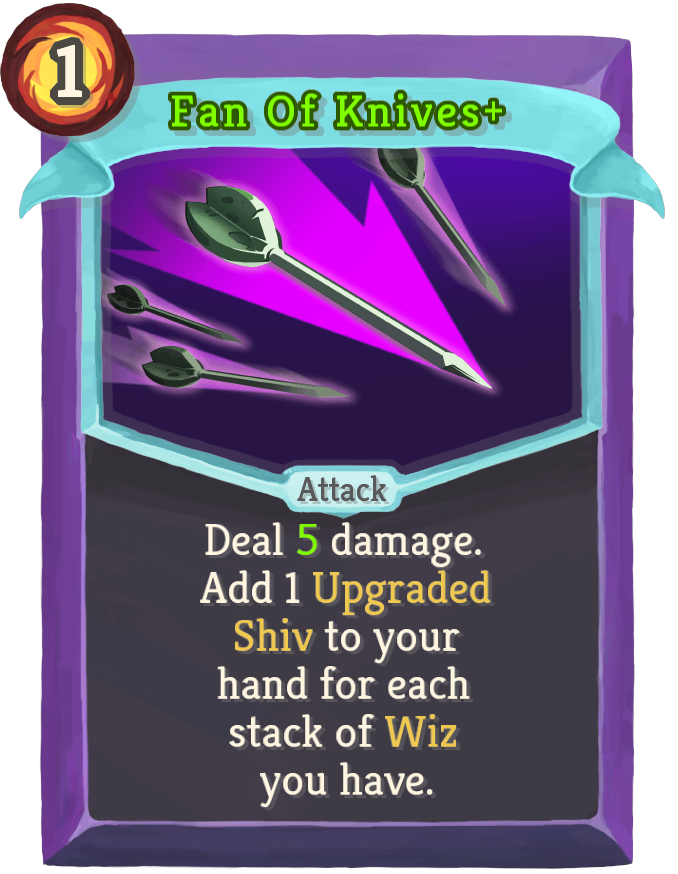 1
Fan Of Knives+
Attack
Deal 5 damage.
Add 1 Upgraded
Shiv to your
hand for each
stack of Wiz
you have.